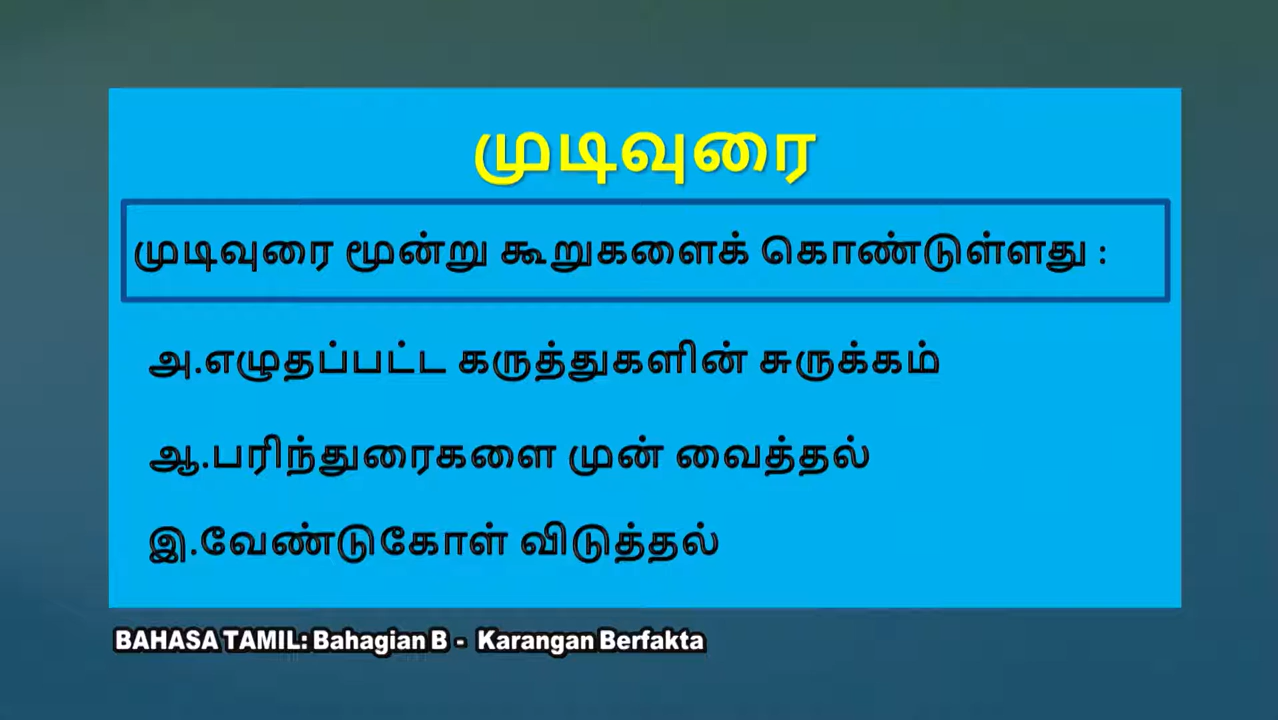 முடிவுரை
முடிவுரை மூன்று கூறுகளைக் கொண்டுள்ளது :
அ.எழுதப்பட்ட கருத்துகளின் சுருக்கம்
ஆ.பரிந்துரைகளை முன் வைத்தல்
இ.வேண்டுகோள் விடுத்தல்
BAHASA TAMIL: Bahagian B - Karangan Berfakta